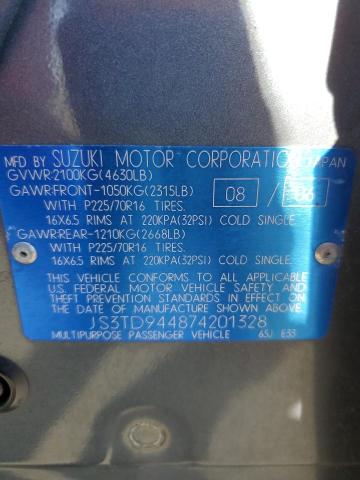 MFD BY SUZUKI MOTOR CORPORATION JAPAN
GVWR:2100KG(4630LB)
GAWR:FRONT-1050KG(2315LB) 08 / 06
WITH P225/70R16 TIRES.
16X6.5 RIMS AT 220KPA(32PSI) COLD SINGLE.
GAWR:REAR-1210KG(2668LB)
WITH P225/70R16 TIRES.
16X6.5 RIMS AT 220KPA(32PSI) COLD SINGLE.
THIS VEHICLE CONFORMS TO ALL APPLICABLE
U.S. FEDERAL MOTOR VEHICLE SAFETY AND
THEFT PREVENTION STANDARDS IN EFFECT ON
THE DATE OF MANUFACTURE SHOWN ABOVE.
JS3TD944874201328
MULTIPURPOSE PASSENGER VEHICLE 65J E33